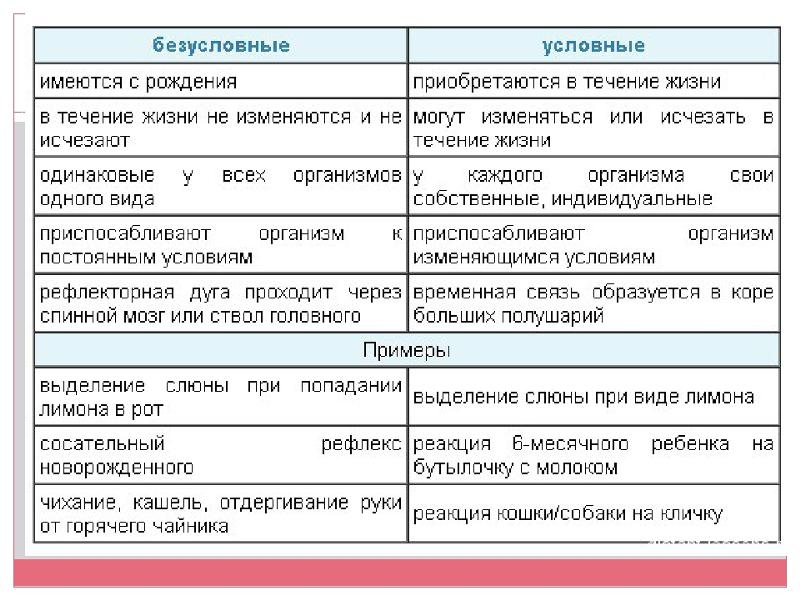 безусловные
условные
имеются с рождения
приобретаются в течение жизни
в течение жизни не изменяются и не
исчезают
могут изменяться или исчезать в
течение жизни
одинаковые у всех организмов
одного вида
у каждого организма свои
собственные, индивидуальные
приспосабливают организм к
постоянным условиям
приспосабливают организм
изменяющимся условиям
рефлекторная дуга проходит через
спинной мозг или ствол головного
временная связь образуется в коре
больших полушарий
Примеры
выделение слюны при попадании
лимона в рот
выделение слюны при виде лимона
сосательный рефлекс
новорожденного
реакция 6-месячного ребенка на
бутылочку с молоком
чихание, кашель, отдергивание руки
от горячего чайника
реакция кошки/собаки на кличку